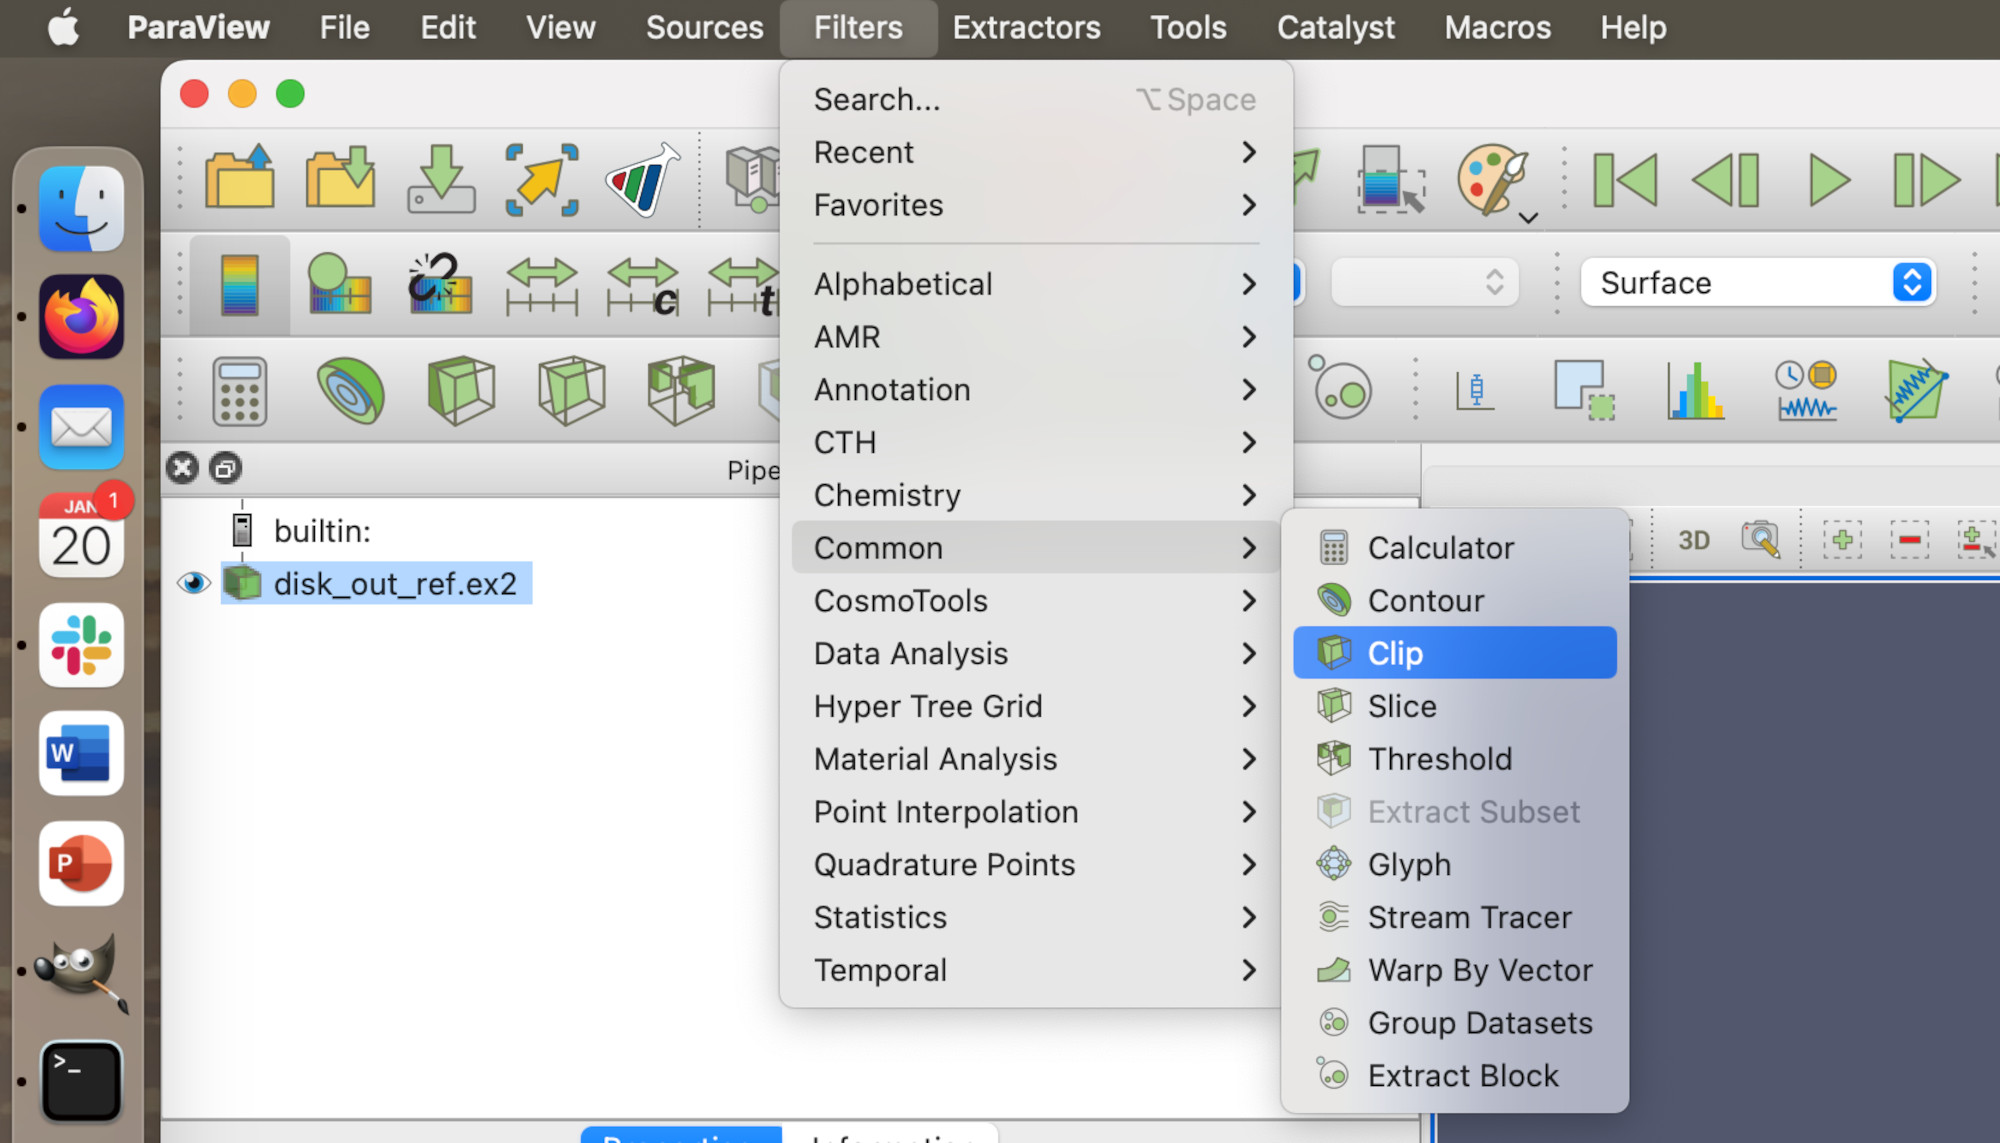 ParaView File Edit View Sources Filters Extractors Tools Catalyst Macros Help
Search... ⌥ Space
Recent
Favorites
Alphabetical
AMR
Annotation
CTH
Chemistry
Common
CosmoTools
Data Analysis
Hyper Tree Grid
Material Analysis
Point Interpolation
Quadrature Points
Statistics
Temporal
Calculator
Contour
Clip
Slice
Threshold
Extract Subset
Glyph
Stream Tracer
Warp By Vector
Group Datasets
Extract Block
c
t
Surface
Pipe
builtin:
disk_out_ref.ex2
3D
JAN 1
20
W
P
>_